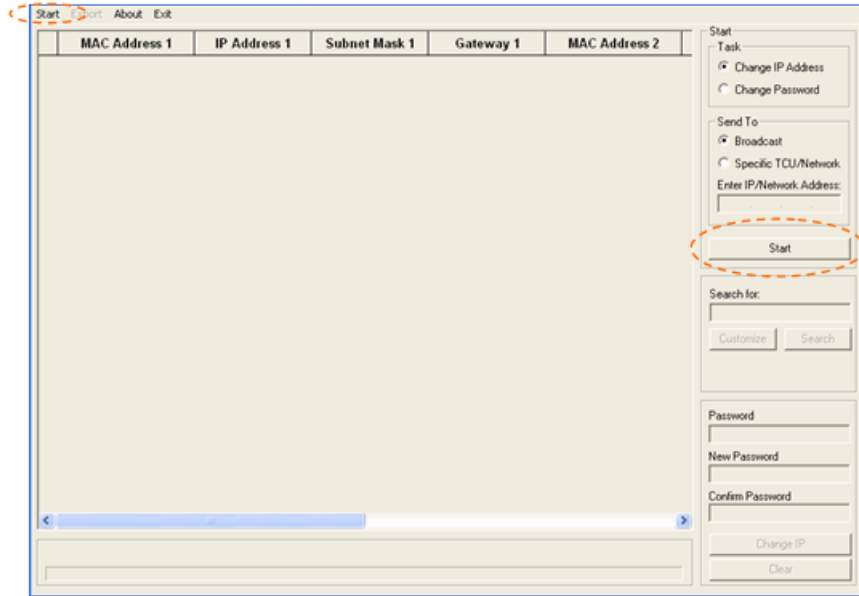 Start Export About Exit
MAC Address 1 IP Address 1 Subnet Mask 1 Gateway 1 MAC Address 2
Start
Task
Change IP Address
Change Password
Send To
Broadcast
Specific TCU/Network
Enter IP/Network Address:
Start
Search for:
Customize Search
Password
New Password
Confirm Password
Change IP
Clear